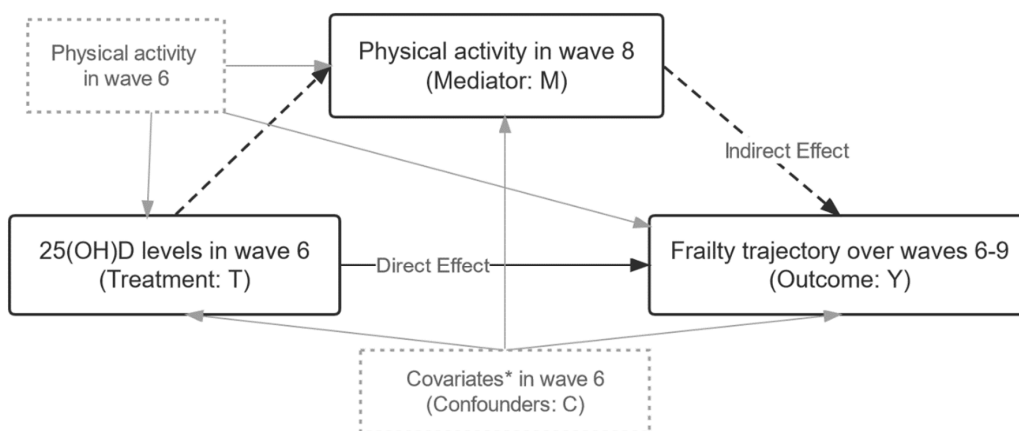 Physical activity
in wave 6
Physical activity in wave 8
(Mediator: M)
Indirect Effect
25(OH)D levels in wave 6
(Treatment: T)
Direct Effect
Frailty trajectory over waves 6-9
(Outcome: Y)
Covariates* in wave 6
(Confounders: C)